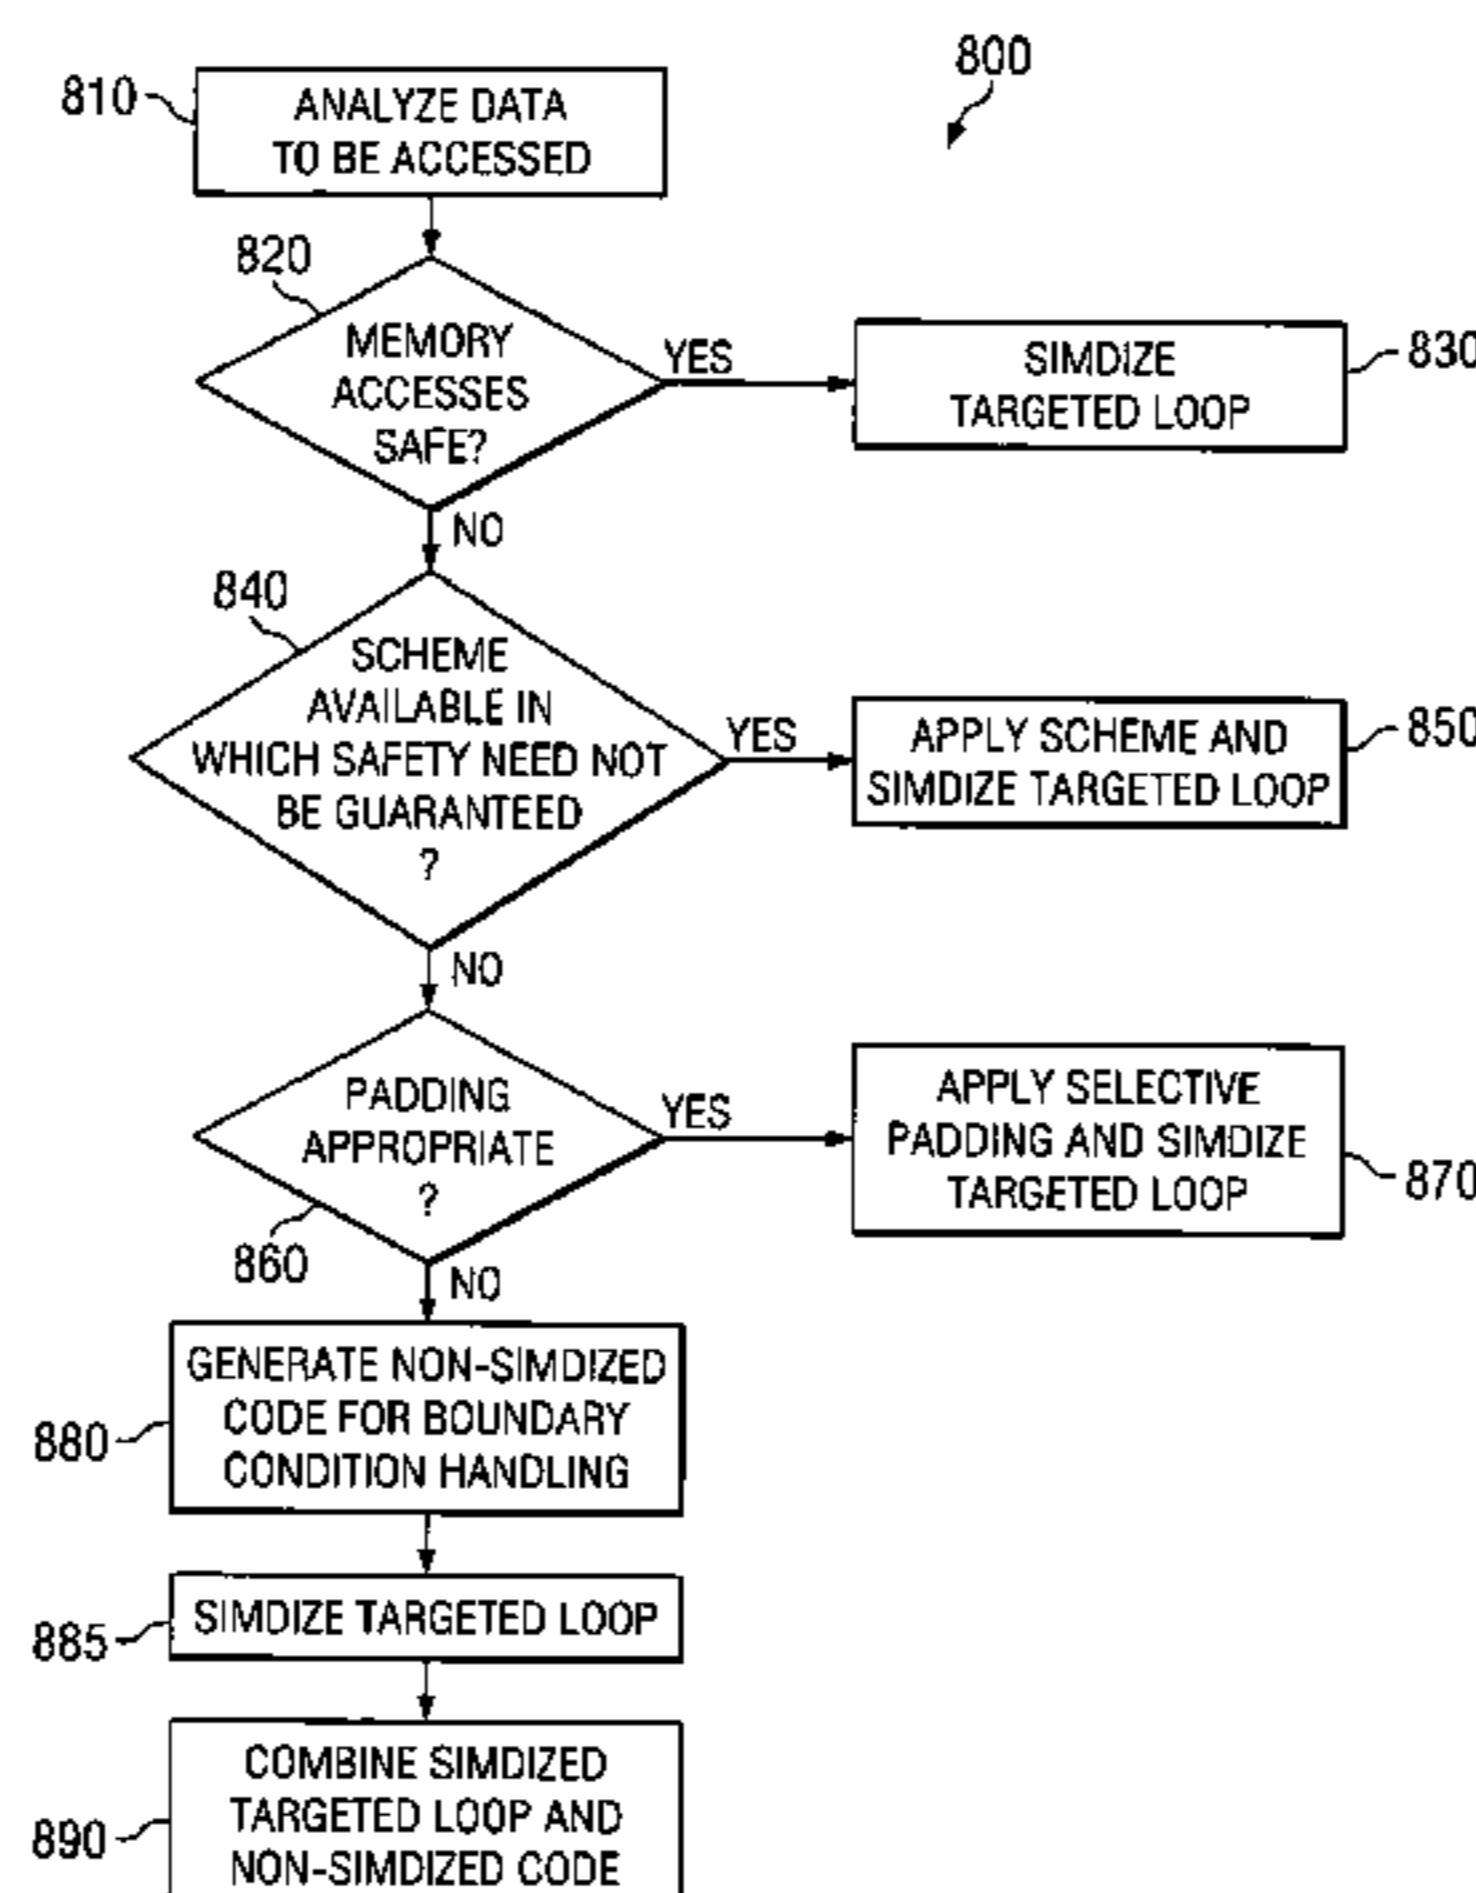 800
810
ANALYZE DATA
TO BE ACCESSED
820
MEMORY
ACCESSES
SAFE?
YES
SIMDIZE
TARGETED LOOP
830
NO
840
SCHEME
AVAILABLE IN
WHICH SAFETY NEED NOT
BE GUARANTEED
?
YES
APPLY SCHEME AND
SIMDIZE TARGETED LOOP
850
NO
PADDING
APPROPRIATE
?
860
YES
APPLY SELECTIVE
PADDING AND SIMDIZE
TARGETED LOOP
870
NO
GENERATE NON-SIMDIZED
CODE FOR BOUNDARY
CONDITION HANDLING
880
SIMDIZE TARGETED LOOP
885
COMBINE SIMDIZED
TARGETED LOOP AND
NON-SIMDIZED CODE
890